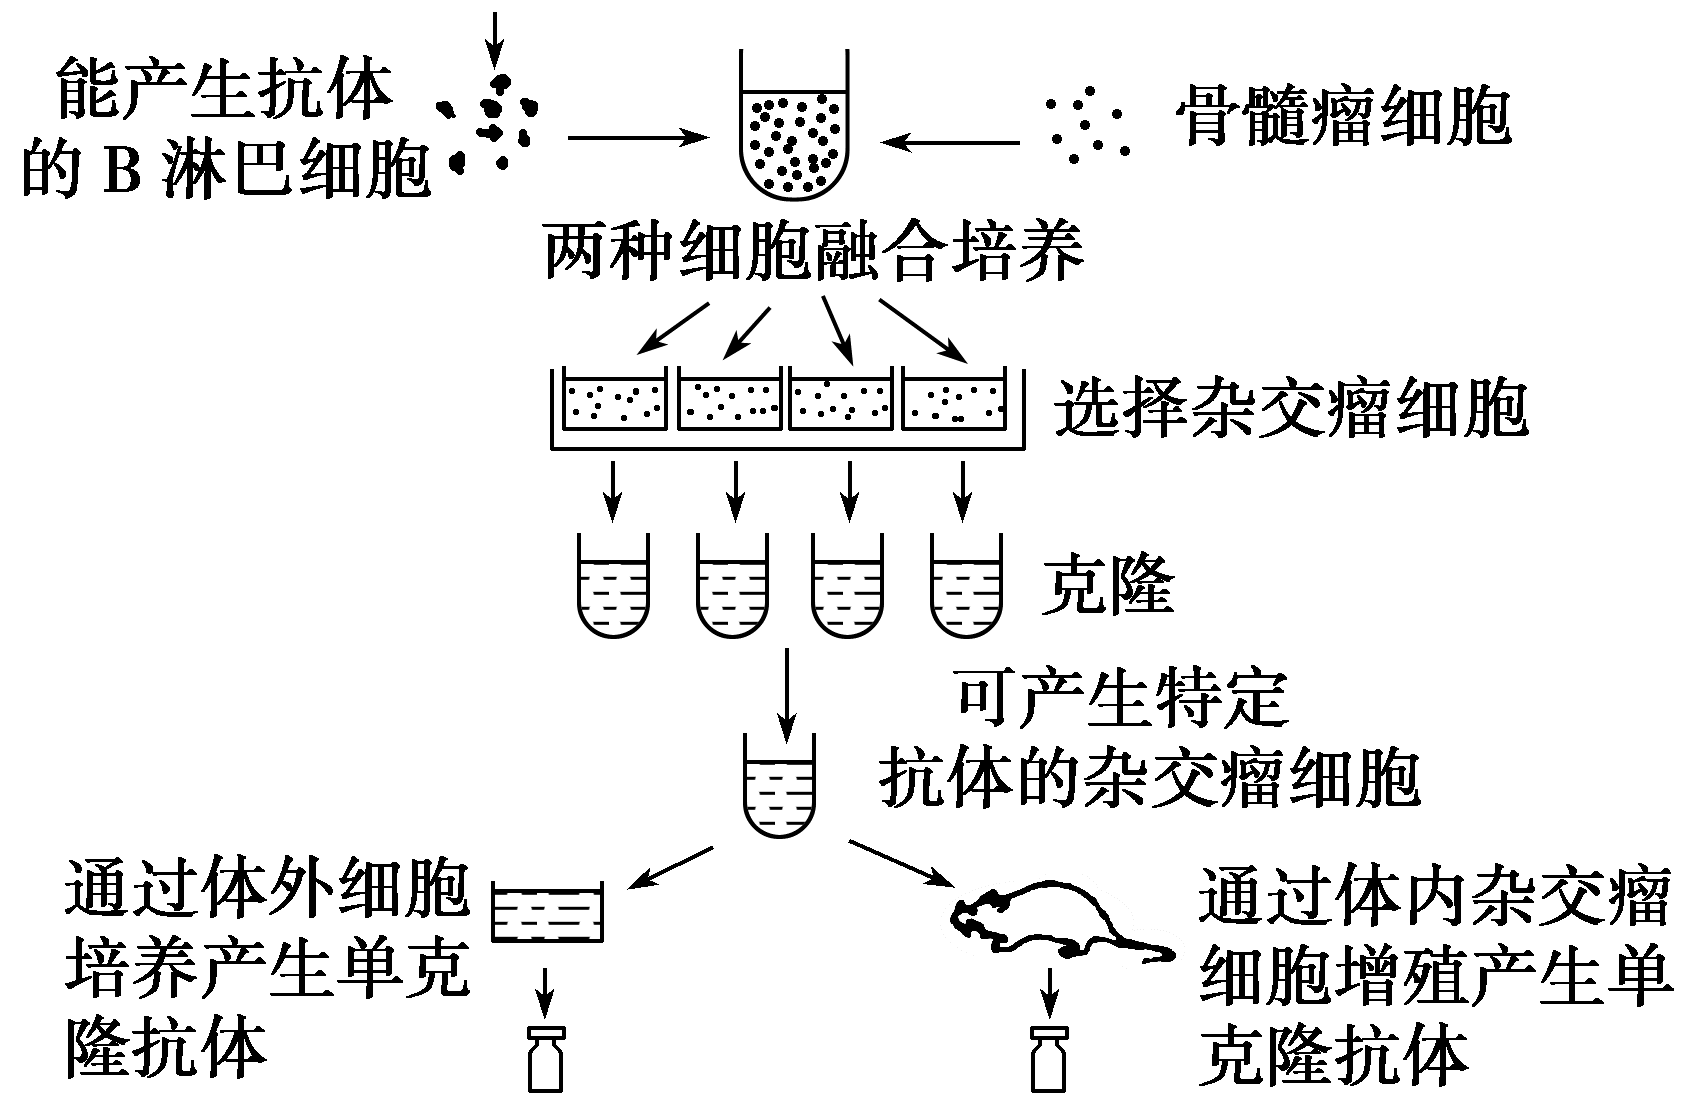 能产生抗体
的 B 淋巴细胞
骨髓瘤细胞
两种细胞融合培养
选择杂交瘤细胞
克隆
可产生特定
抗体的杂交瘤细胞
通过体外细胞
培养产生单克
隆抗体
通过体内杂交瘤
细胞增殖产生单
克隆抗体